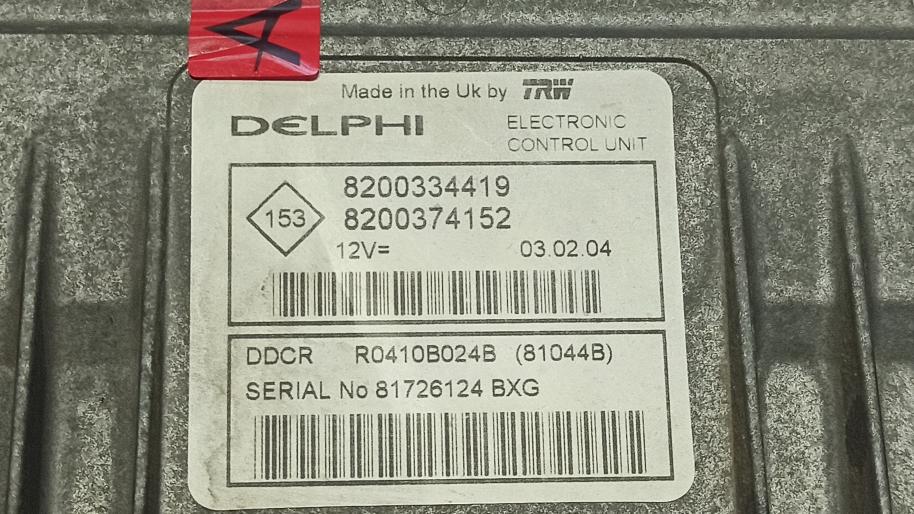 A
Made in the Uk by TRW
DELPHI
ELECTRONIC
CONTROL UNIT
153
8200334419
8200374152
12V=
03.02.04
DDCR R0410B024B (81044B)
SERIAL No 81726124 BXG